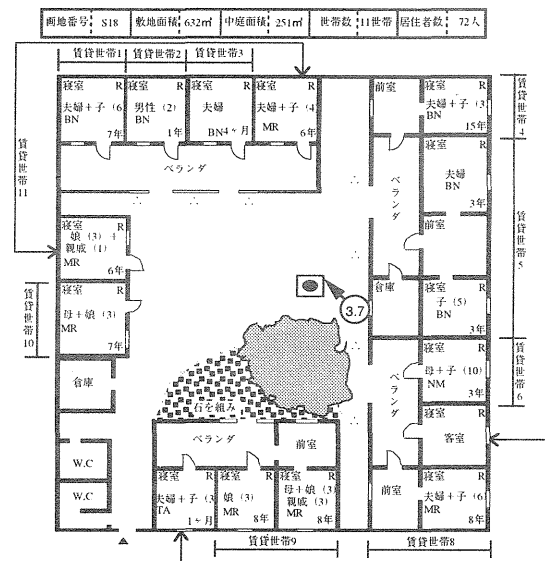 画地番号 S18 敷地面積 632㎡ 中庭面積 251㎡ 世帯数 11世帯 居住者数 72人
賃貸世帯1 賃貸世帯2 賃貸世帯3
寝室 R
夫婦+子(6)
BN
7年
寝室 R
男性(2)
BN
1年
寝室 R
夫婦
BN 4ヶ月
寝室 R
夫婦+子(4)
MR
6年
ベランダ
賃貸世帯11
前室
寝室 R
夫婦+子(3)
BN
15年
賃貸世帯4
ベランダ
寝室 R
夫婦
BN
3年
前室
賃貸世帯5
倉庫
寝室 R
子(5)
BN
3年
寝室 R
娘(3)+
親戚(1)
MR
6年
寝室 R
母+娘(3)
MR
7年
賃貸世帯10
倉庫
W.C
W.C
3.7
石を組み
ベランダ
寝室 R
母+子(10)
NM
3年
賃貸世帯6
寝室 R
客室
前室
寝室 R
夫婦+子(6)
MR
8年
賃貸世帯8
ベランダ
前室
寝室 R
夫婦+子(3)
TA
1ヶ月
寝室 R
娘(3)
MR
8年
寝室 R
母+娘(3)
親戚(3)
MR
8年
賃貸世帯9